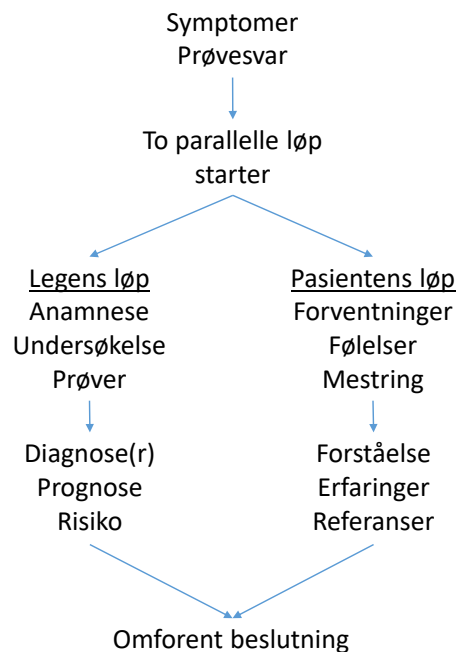 Symptomer
Prøvesvar
To parallelle løp
starter
Legens løp
Anamnese
Undersøkelse
Prøver
Pasientens løp
Forventninger
Følelser
Mestring
Diagnose(r)
Prognose
Risiko
Forståelse
Erfaringer
Referanser
Omforent beslutning